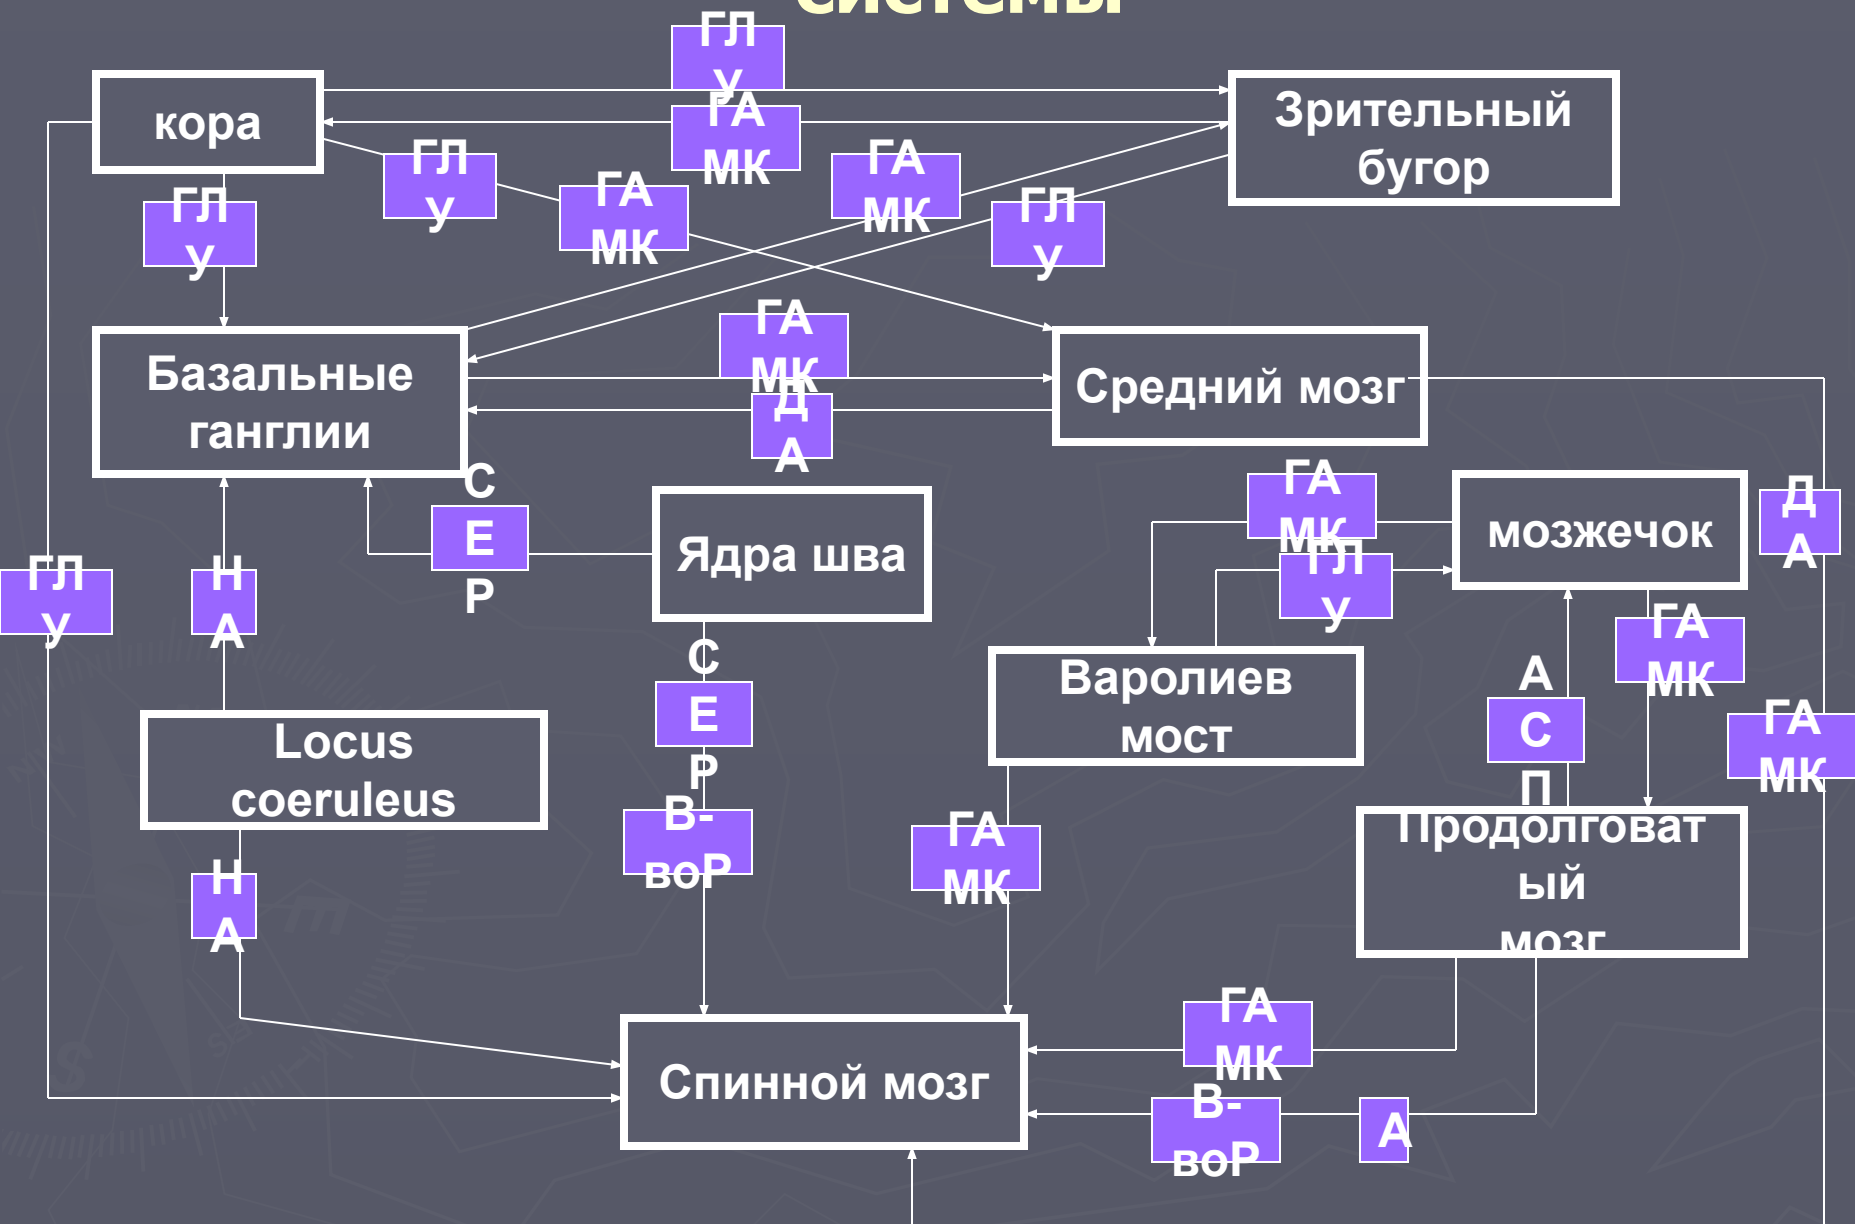 СИСТЕМЫ
ГЛ
У
кора
ГА
МК
Зрительный
бугор
ГЛ
У
ГА
МК
ГА
МК
ГЛ
У
ГЛ
У
ГА
МК
Базальные
ганглии
Средний мозг
Д
А
С
Е
Р
Ядра шва
ГА
МК
мозжечок
Д
А
ГЛ
У
ГЛ
У
Н
А
ГА
МК
С
Е
Р
Варолиев
мост
А
С
П
ГА
МК
Locus
coeruleus
В-
воР
ГА
МК
Продолговат
ый
мозг
Н
А
ГА
МК
Спинной мозг
В-
воР
А